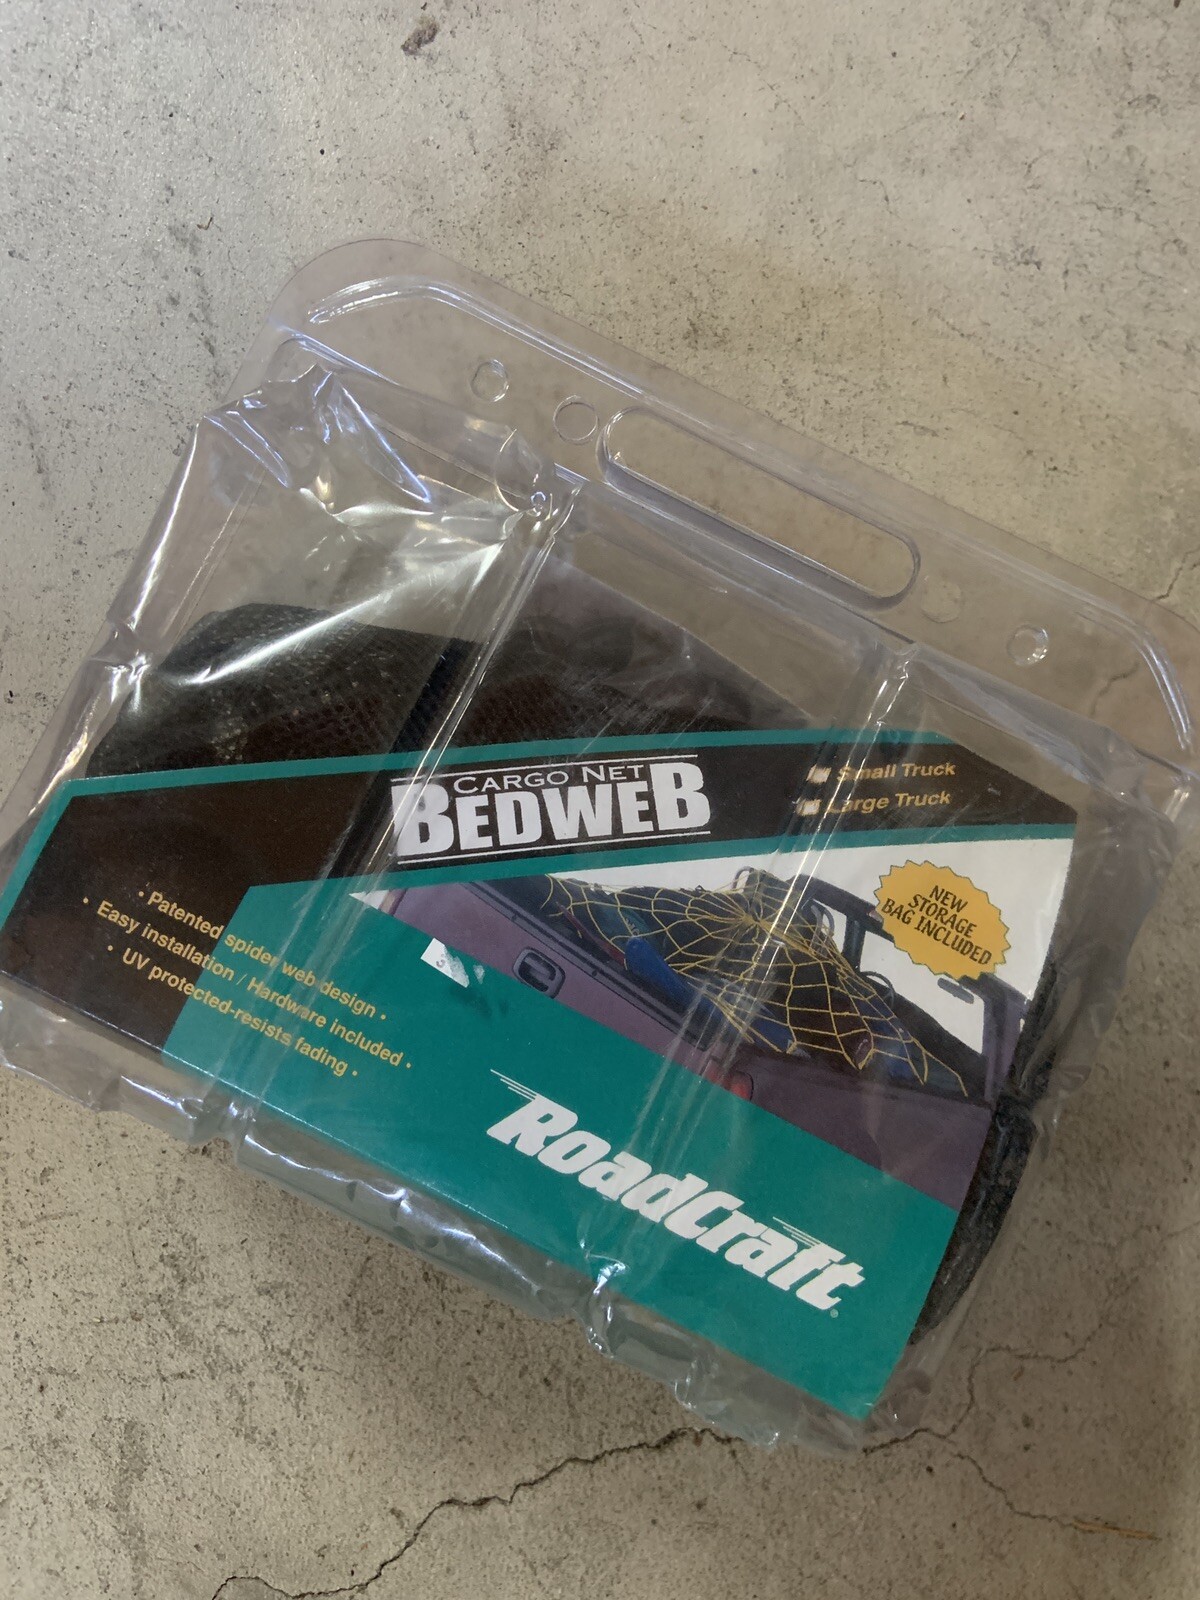 CARGO NET
BEDWEB
Small Truck
Large Truck
NEW
STORAGE
BAG INCLUDED
• Patented spider web design •
• Easy installation / Hardware included •
• UV protected-resists fading •
RoadCraft®